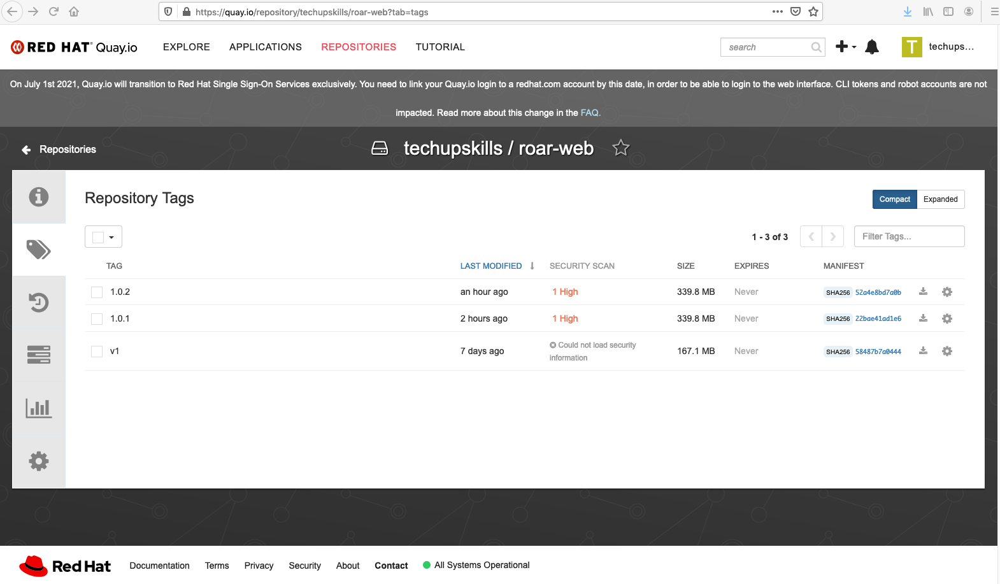 https://quay.io/repository/techupskills/roar-web?tab=tags
RED HAT® Quay.io
EXPLORE
APPLICATIONS
REPOSITORIES
TUTORIAL
search
T
techups...
On July 1st 2021, Quay.io will transition to Red Hat Single Sign-On Services exclusively. You need to link your Quay.io login to a redhat.com account by this date, in order to be able to login to the web interface. CLI tokens and robot accounts are not
impacted. Read more about this change in the FAQ.
Repositories
techupskills / roar-web
Repository Tags
Compact
Expanded
1 - 3 of 3
Filter Tags...
TAG LAST MODIFIED SECURITY SCAN SIZE EXPIRES MANIFEST
1.0.2 an hour ago 1 High 339.8 MB Never SHA256 52a4e8bd7a0b
1.0.1 2 hours ago 1 High 339.8 MB Never SHA256 22bae41ad1e6
v1 7 days ago Could not load security information 167.1 MB Never SHA256 58487b7a0444
Red Hat
Documentation
Terms
Privacy
Security
About
Contact
All Systems Operational